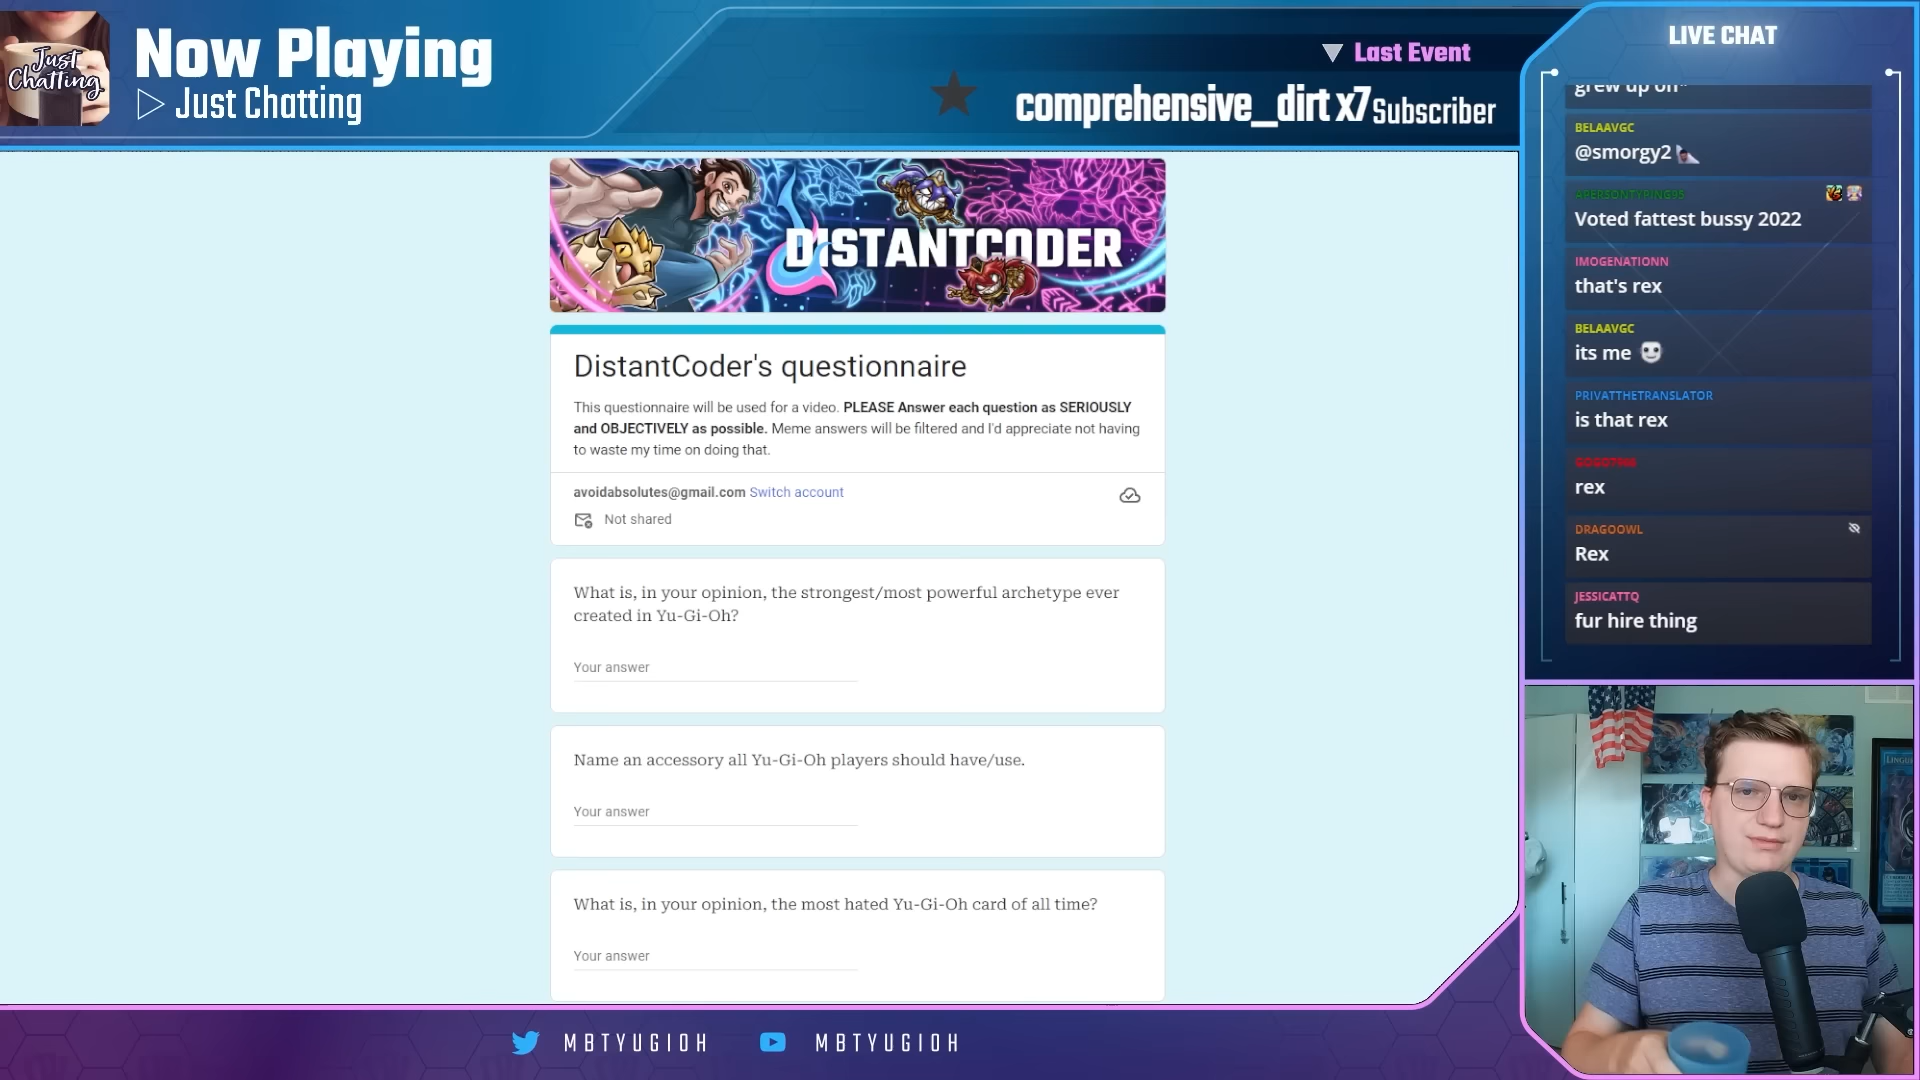 Just
Chatting
Now Playing
Just Chatting
Last Event
comprehensive_dirt x7 Subscriber
DISTANTCODER
DistantCoder's questionnaire
This questionnaire will be used for a video. PLEASE Answer each question as SERIOUSLY
and OBJECTIVELY as possible. Meme answers will be filtered and I'd appreciate not having
to waste my time on doing that.
avoidabsolutes@gmail.com Switch account
Not shared
What is, in your opinion, the strongest/most powerful archetype ever
created in Yu-Gi-Oh?
Your answer
Name an accessory all Yu-Gi-Oh players should have/use.
Your answer
What is, in your opinion, the most hated Yu-Gi-Oh card of all time?
Your answer
MBTYUGIOH
MBTYUGIOH
LIVE CHAT
grew up on"
BELAAVGC
@smorgy2
APERSONTYPING95
Voted fattest bussy 2022
IMOGENATIONN
that's rex
BELAAVGC
its me
PRIVATTHETRANSLATOR
is that rex
rex
DRAGOOWL
Rex
JESSICATTQ
fur hire thing